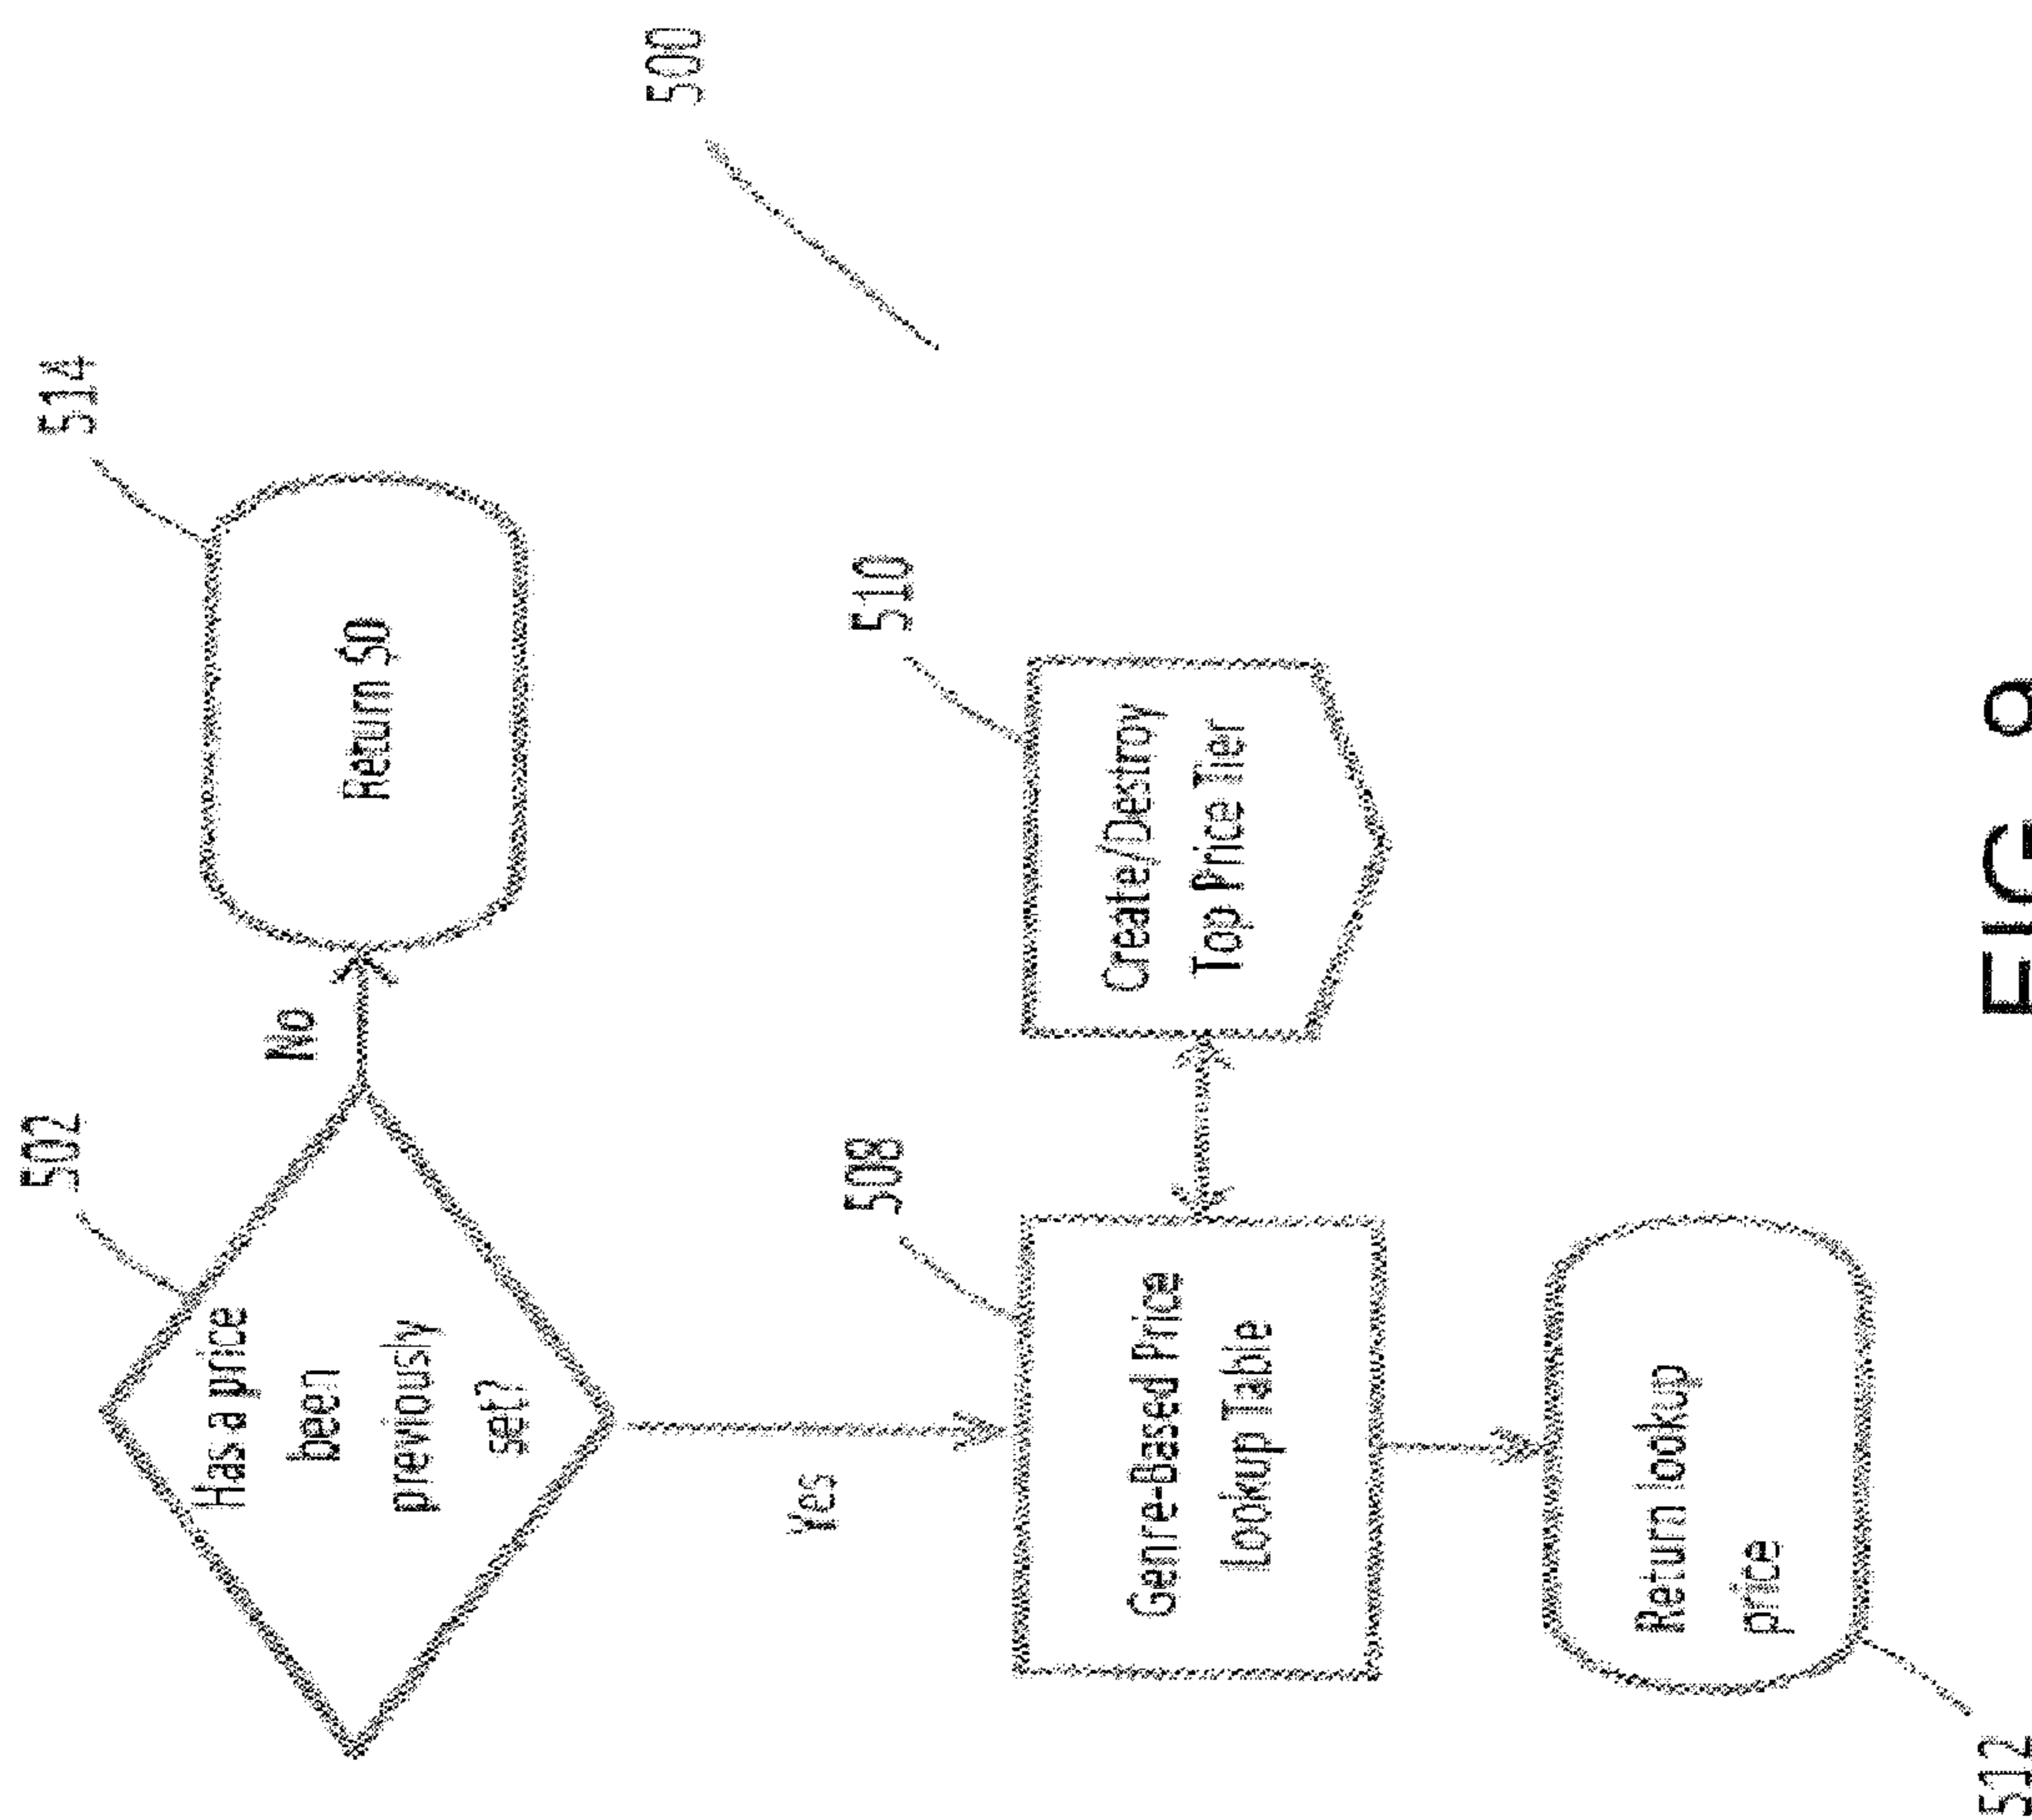 500
502
Has a price
been
previously
set?
No
514
Return $0
Yes
508
Genre-Based Price
Lookup Table
510
Create/Destroy
Top Price Tier
Return lookup
price
512
FIG